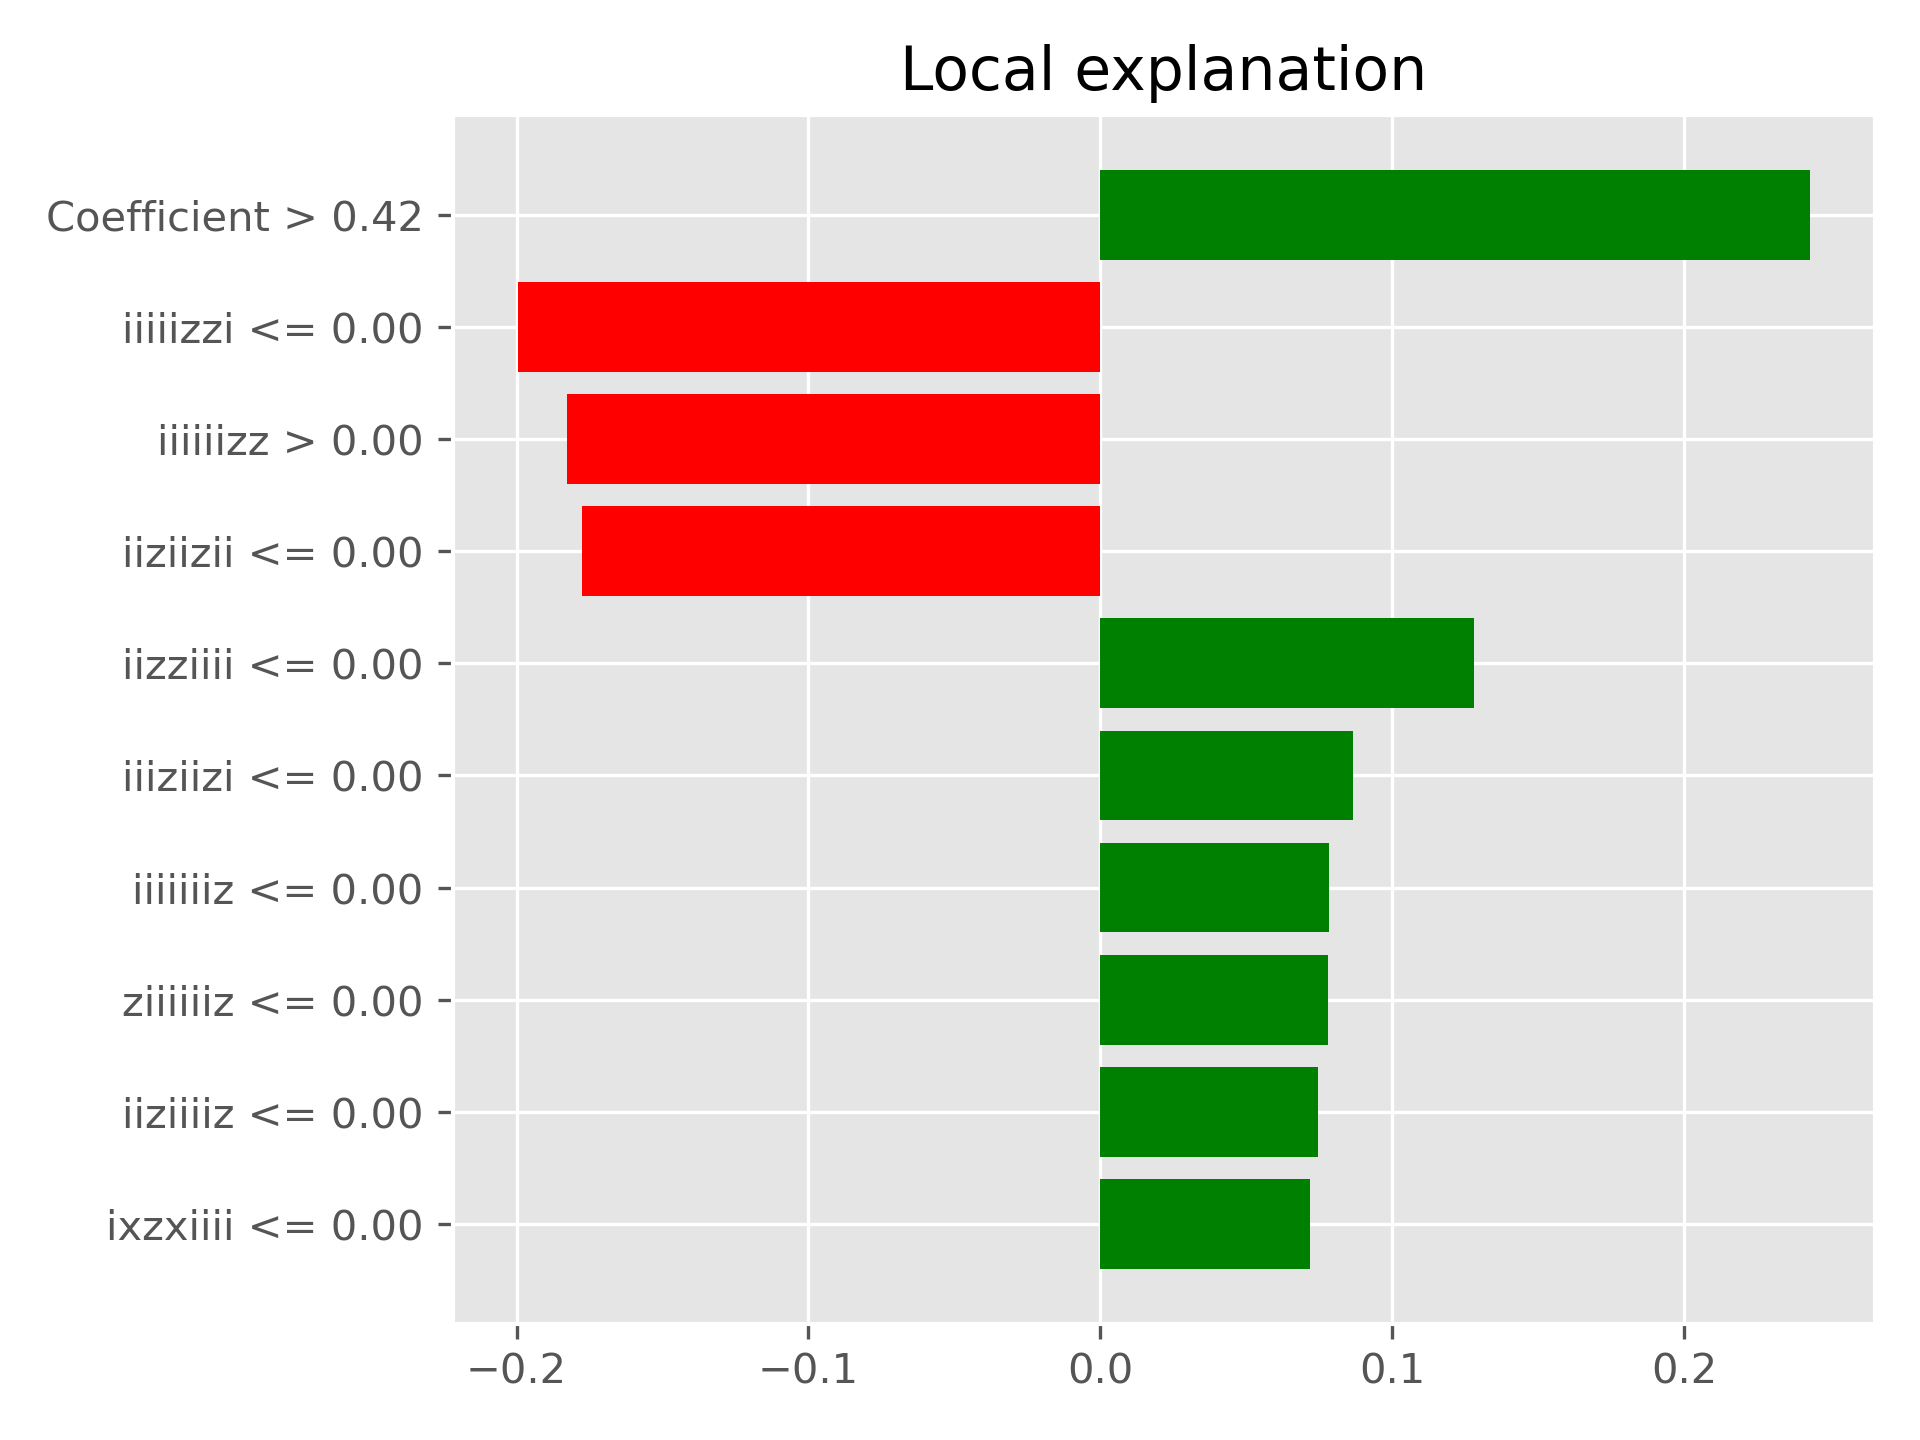 Local explanation
Coefficient > 0.42
iiiiizzi <= 0.00
iiiiiizz > 0.00
iiziizii <= 0.00
iizziiii <= 0.00
iiiziizi <= 0.00
iiiiiiiz <= 0.00
ziiiiiiz <= 0.00
iiziiiiz <= 0.00
ixzxiiii <= 0.00
−0.2 −0.1 0.0 0.1 0.2